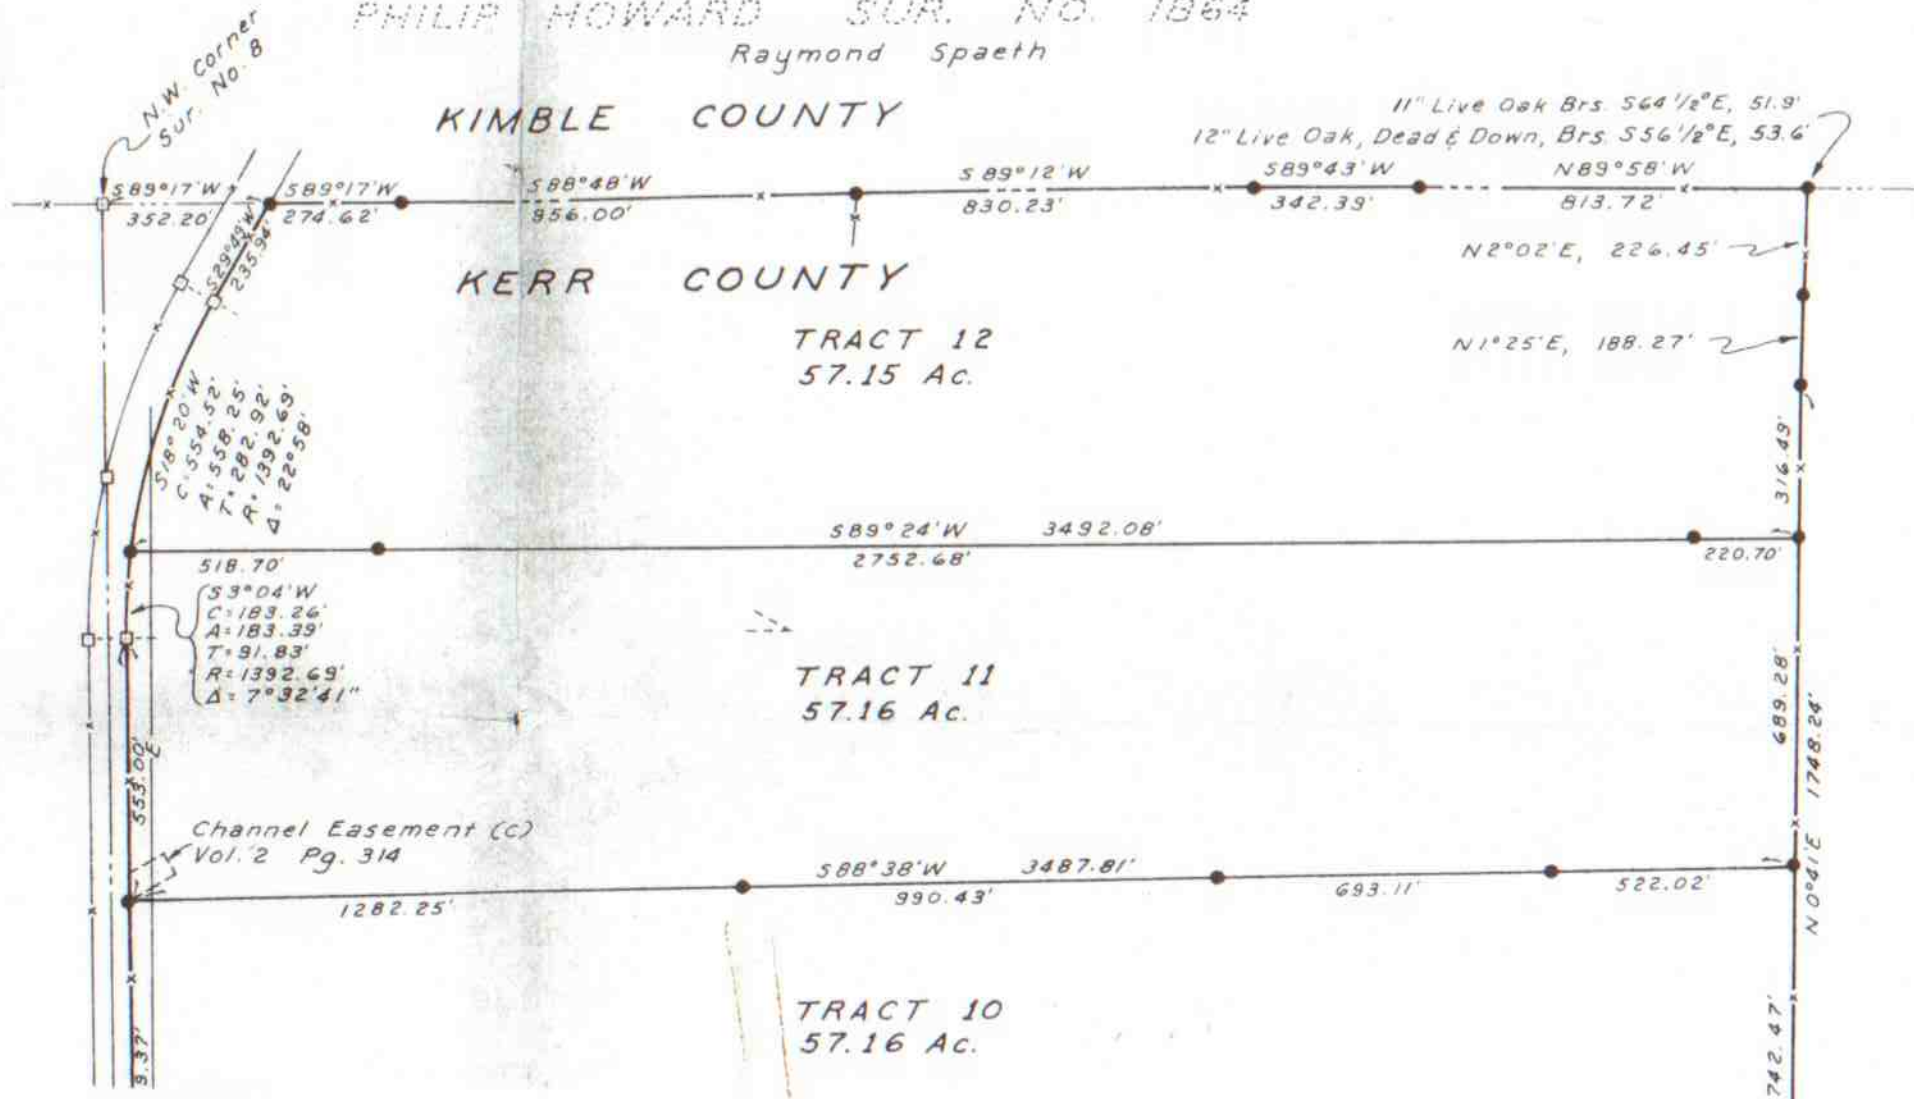 PHILIP HOWARD SUR. NO. 1864
Raymond Spaeth
N.W. Corner
Sur. No. 8
KIMBLE COUNTY
11" Live Oak Brs. S64 1/2°E, 51.9'
12" Live Oak, Dead & Down, Brs. S56 1/2°E, 53.6'
S89°17'W
352.20'
S89°17'W
274.62'
S88°48'W
956.00'
S89°12'W
830.23'
S89°43'W
342.39'
N89°58'W
813.72'
S29°49'W
235.94'
KERR COUNTY
N2°02'E, 226.45'
N1°25'E, 188.27'
TRACT 12
57.15 Ac.
S18°20'W
C=554.52'
A=558.25'
T=282.92'
R=1392.69'
Δ=22°58'
316.49'
S89°24'W 3492.08'
518.70'
2752.68'
220.70'
S3°04'W
C=183.26'
A=183.39'
T=91.83'
R=1392.69'
Δ=7°32'41"
TRACT 11
57.16 Ac.
689.28'
N0°41'E 1748.24'
553.00'
E
Channel Easement (C)
Vol. 2 Pg. 314
S88°38'W 3487.81'
1282.25'
990.43'
693.11'
522.02'
TRACT 10
57.16 Ac.
9.37'
742.47'